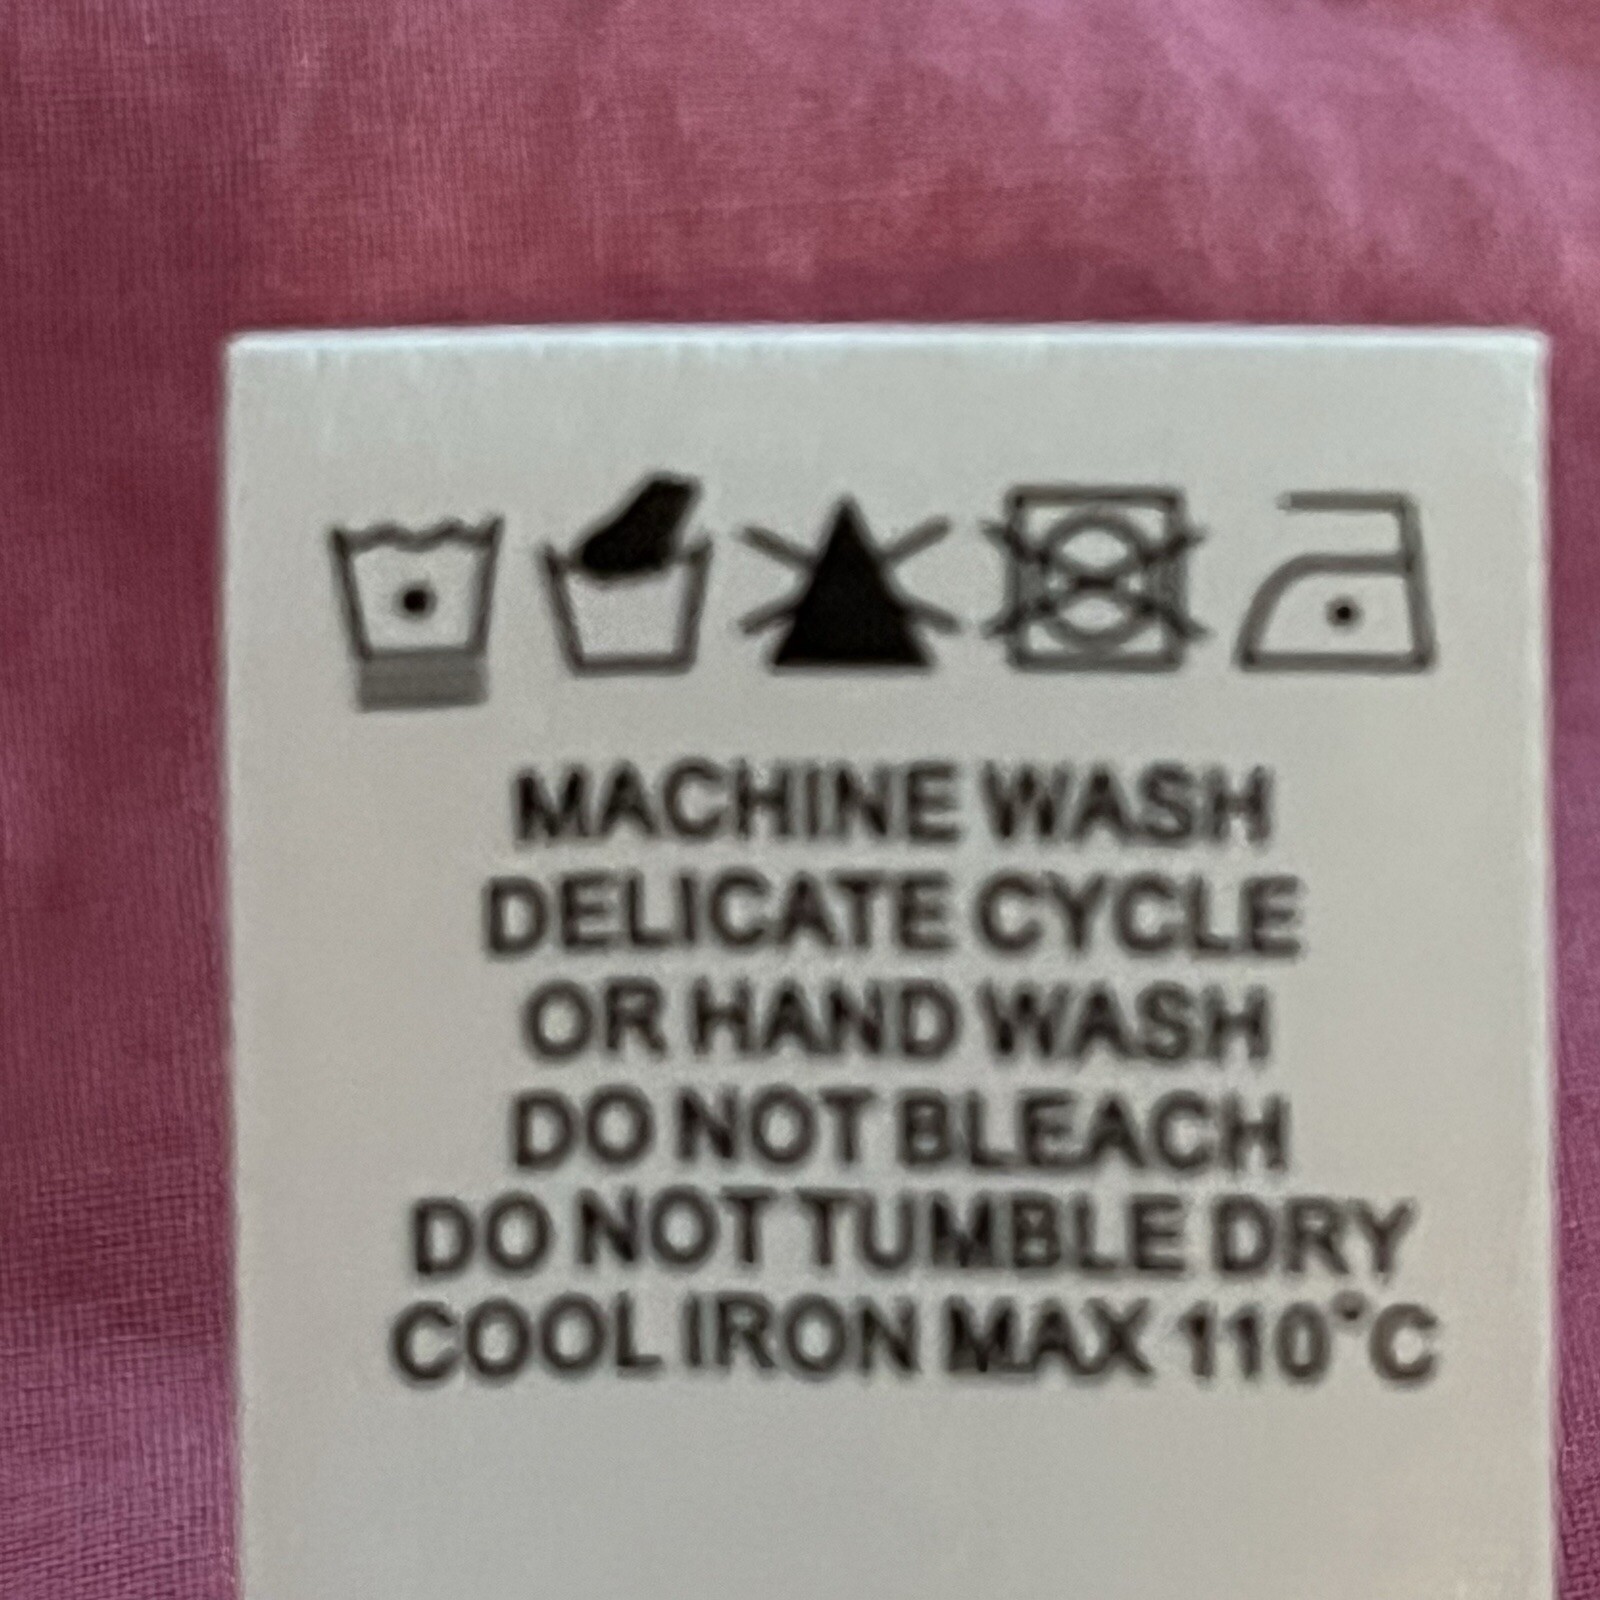 MACHINE WASH
DELICATE CYCLE
OR HAND WASH
DO NOT BLEACH
DO NOT TUMBLE DRY
COOL IRON MAX 110°C